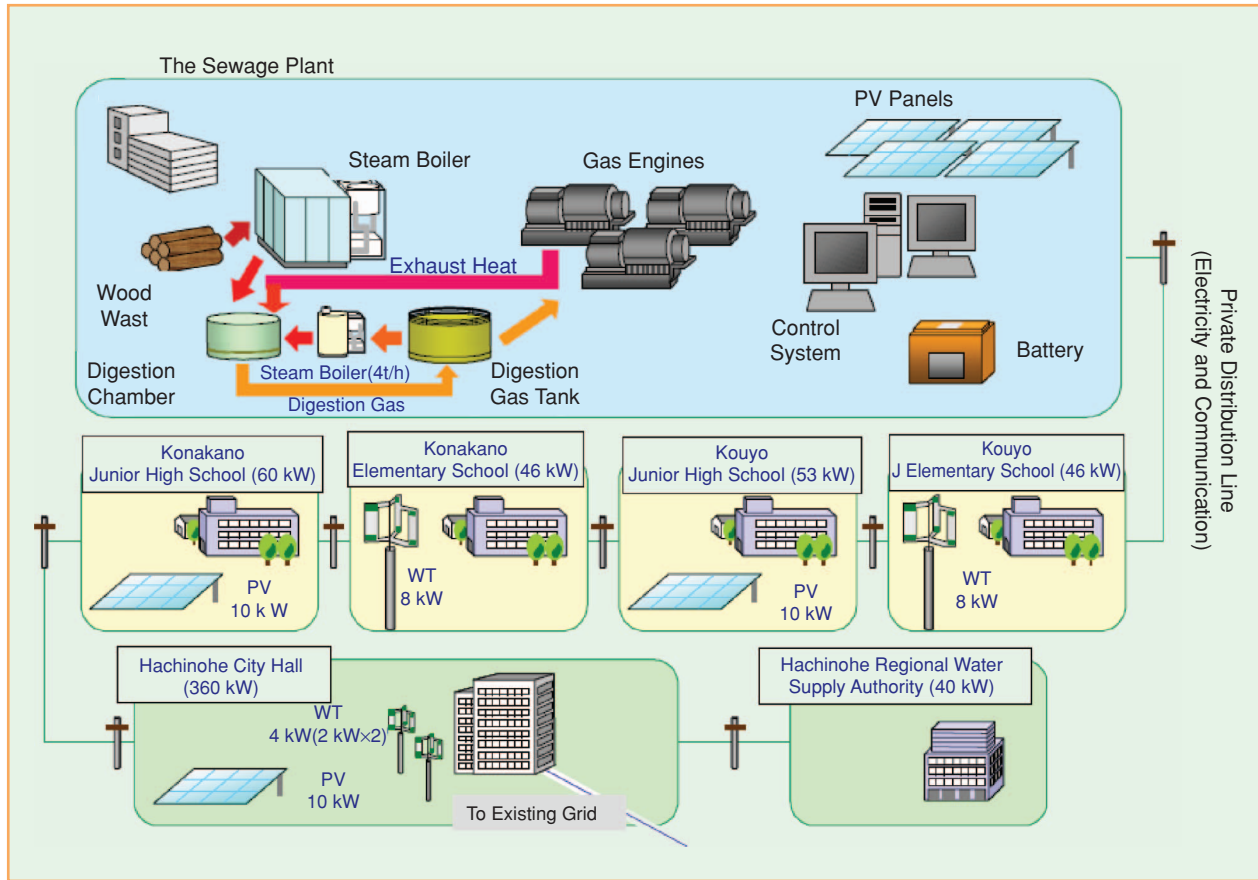 The Sewage Plant
PV Panels
Steam Boiler
Gas Engines
Exhaust Heat
Wood
Wast
Control
System
Battery
Digestion
Chamber
Steam Boiler(4t/h)
Digestion Gas
Digestion
Gas Tank
Private Distribution Line
(Electricity and Communication)
Konakano
Junior High School (60 kW)
Konakano
Elementary School (46 kW)
Kouyo
Junior High School (53 kW)
Kouyo
J Elementary School (46 kW)
PV
10 k W
WT
8 kW
PV
10 kW
WT
8 kW
Hachinohe City Hall
(360 kW)
WT
4 kW(2 kW×2)
PV
10 kW
To Existing Grid
Hachinohe Regional Water
Supply Authority (40 kW)